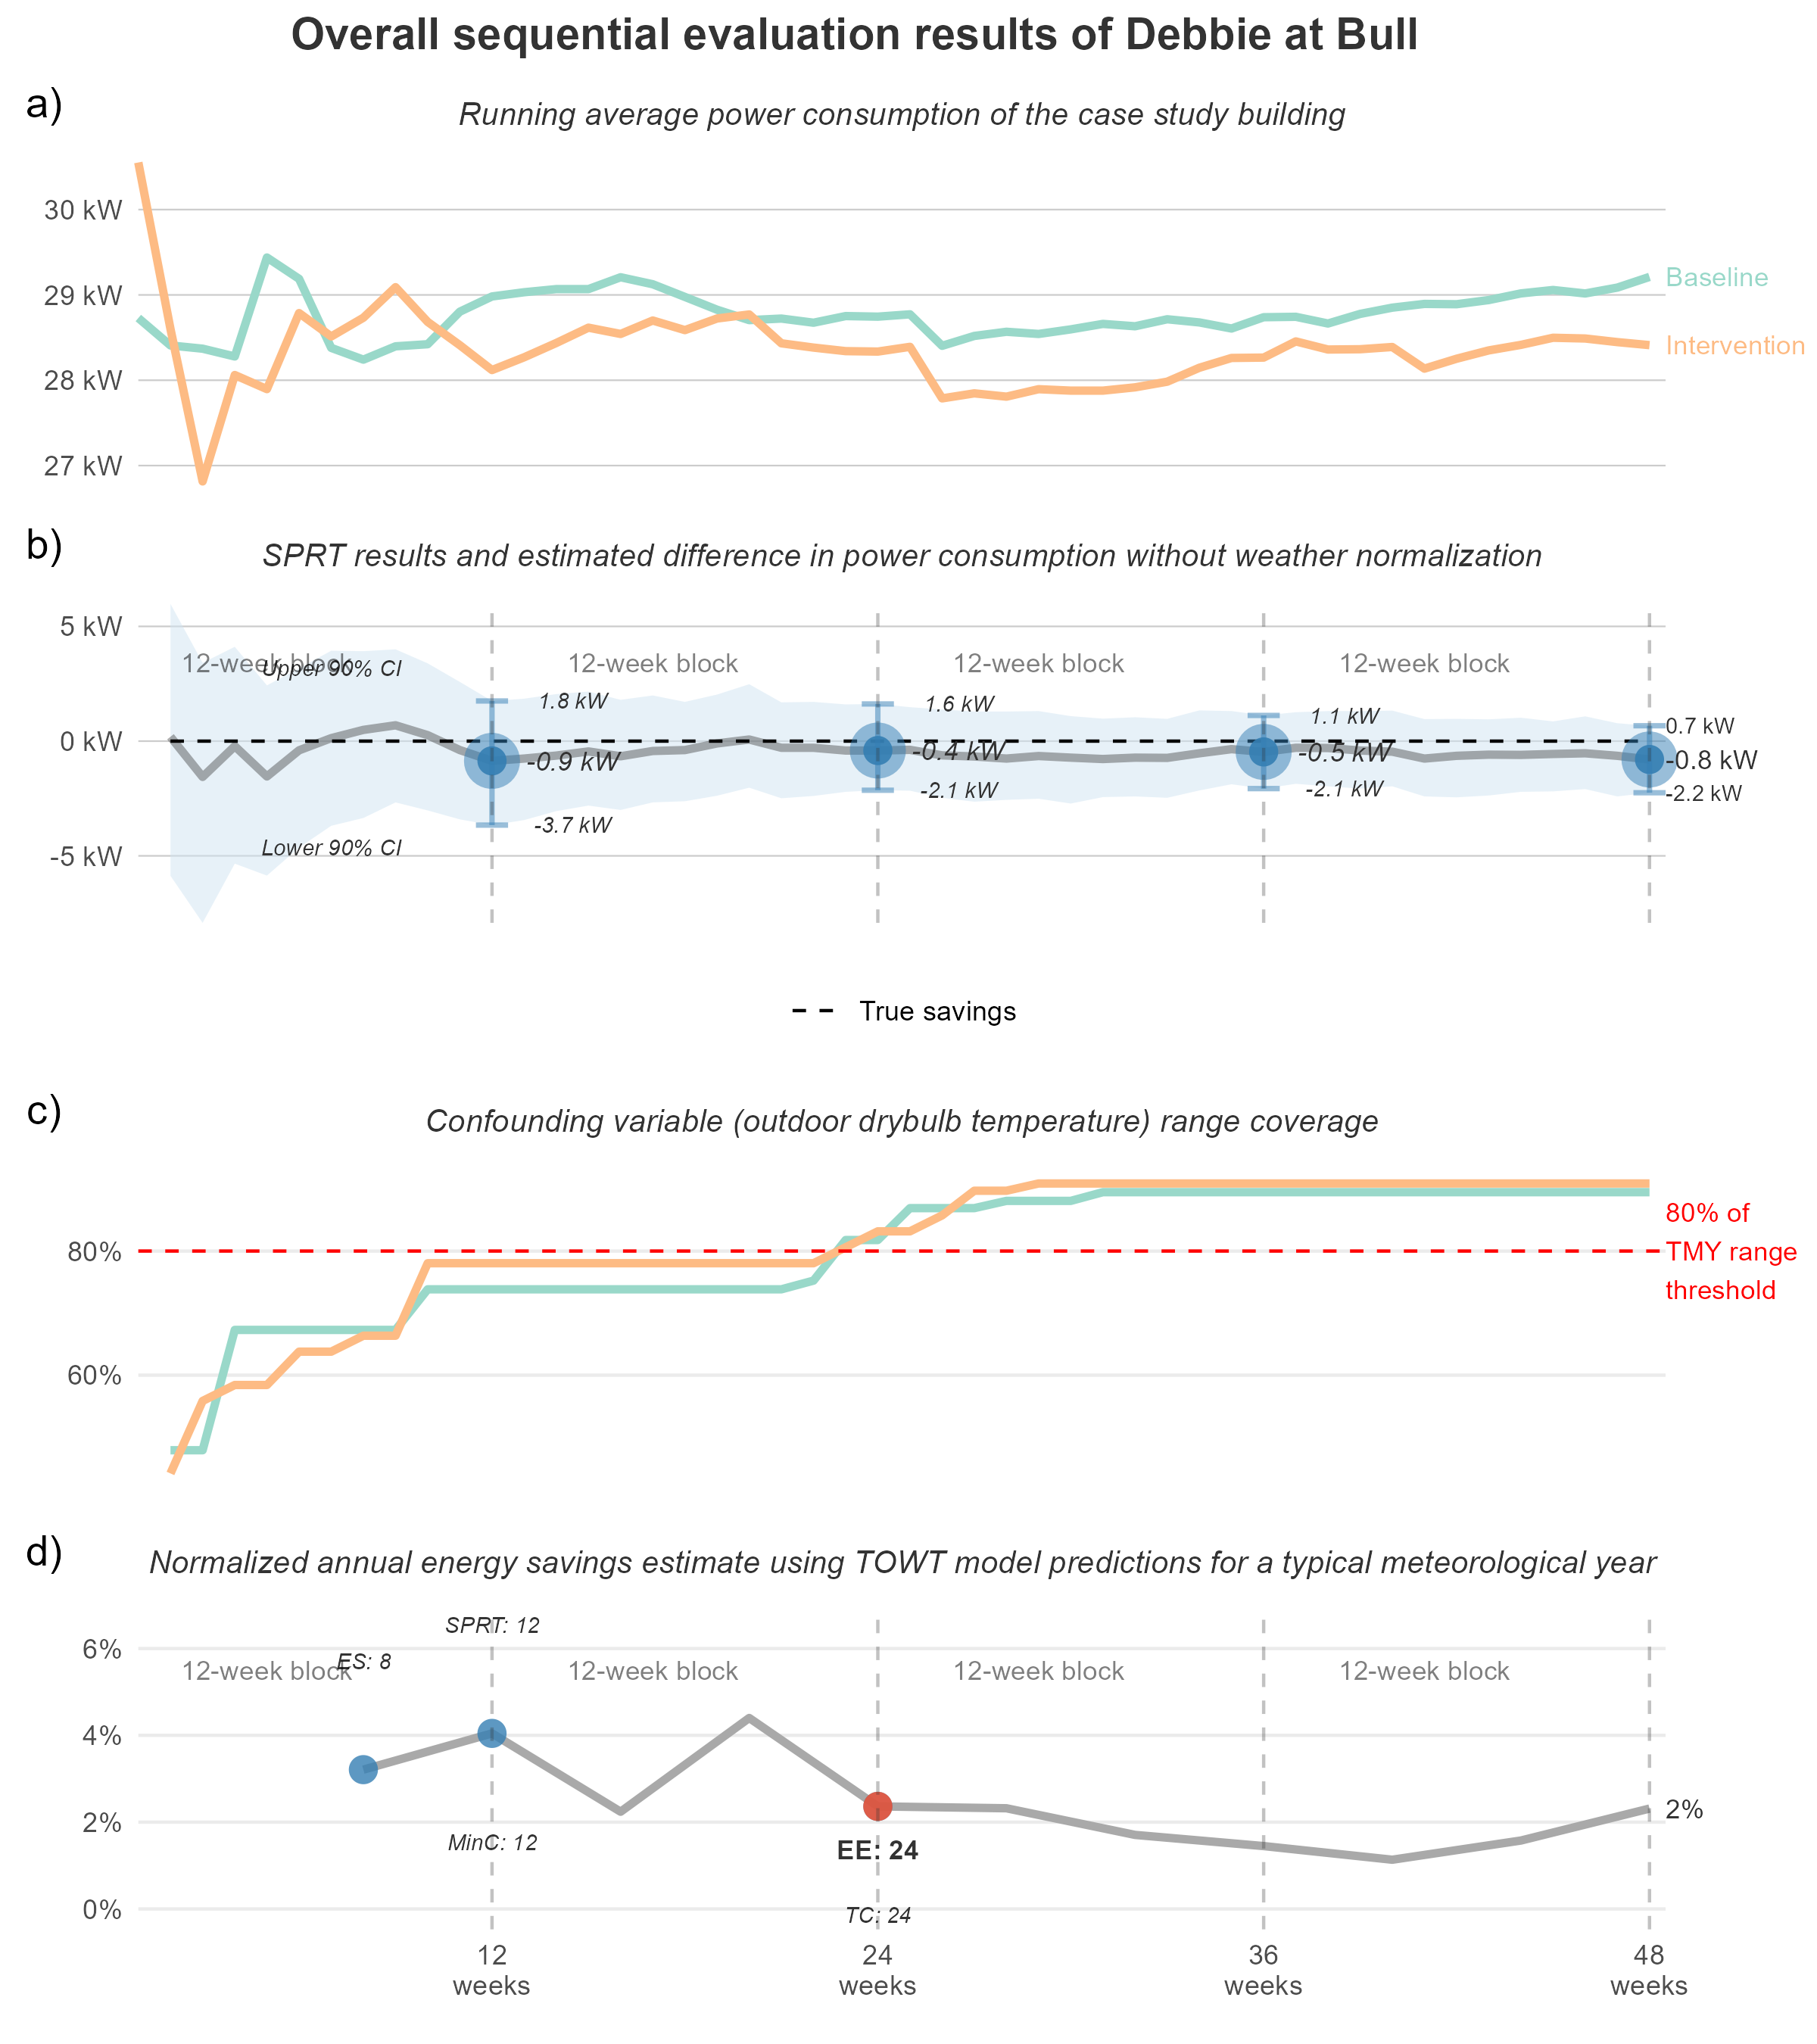 Overall sequential evaluation results of Debbie at Bull
a)
Running average power consumption of the case study building
30 kW
29 kW
28 kW
27 kW
Baseline
Intervention
b)
SPRT results and estimated difference in power consumption without weather normalization
5 kW
0 kW
-5 kW
12-week block
12-week block
12-week block
12-week block
Upper 90% CI
Lower 90% CI
1.8 kW
-0.9 kW
-3.7 kW
1.6 kW
-0.4 kW
-2.1 kW
1.1 kW
-0.5 kW
-2.1 kW
0.7 kW
-0.8 kW
-2.2 kW
True savings
c)
Confounding variable (outdoor drybulb temperature) range coverage
80%
60%
80% of
TMY range
threshold
d)
Normalized annual energy savings estimate using TOWT model predictions for a typical meteorological year
6%
4%
2%
0%
SPRT: 12
ES: 8
12-week block
12-week block
12-week block
12-week block
MinC: 12
EE: 24
TC: 24
2%
12
weeks
24
weeks
36
weeks
48
weeks